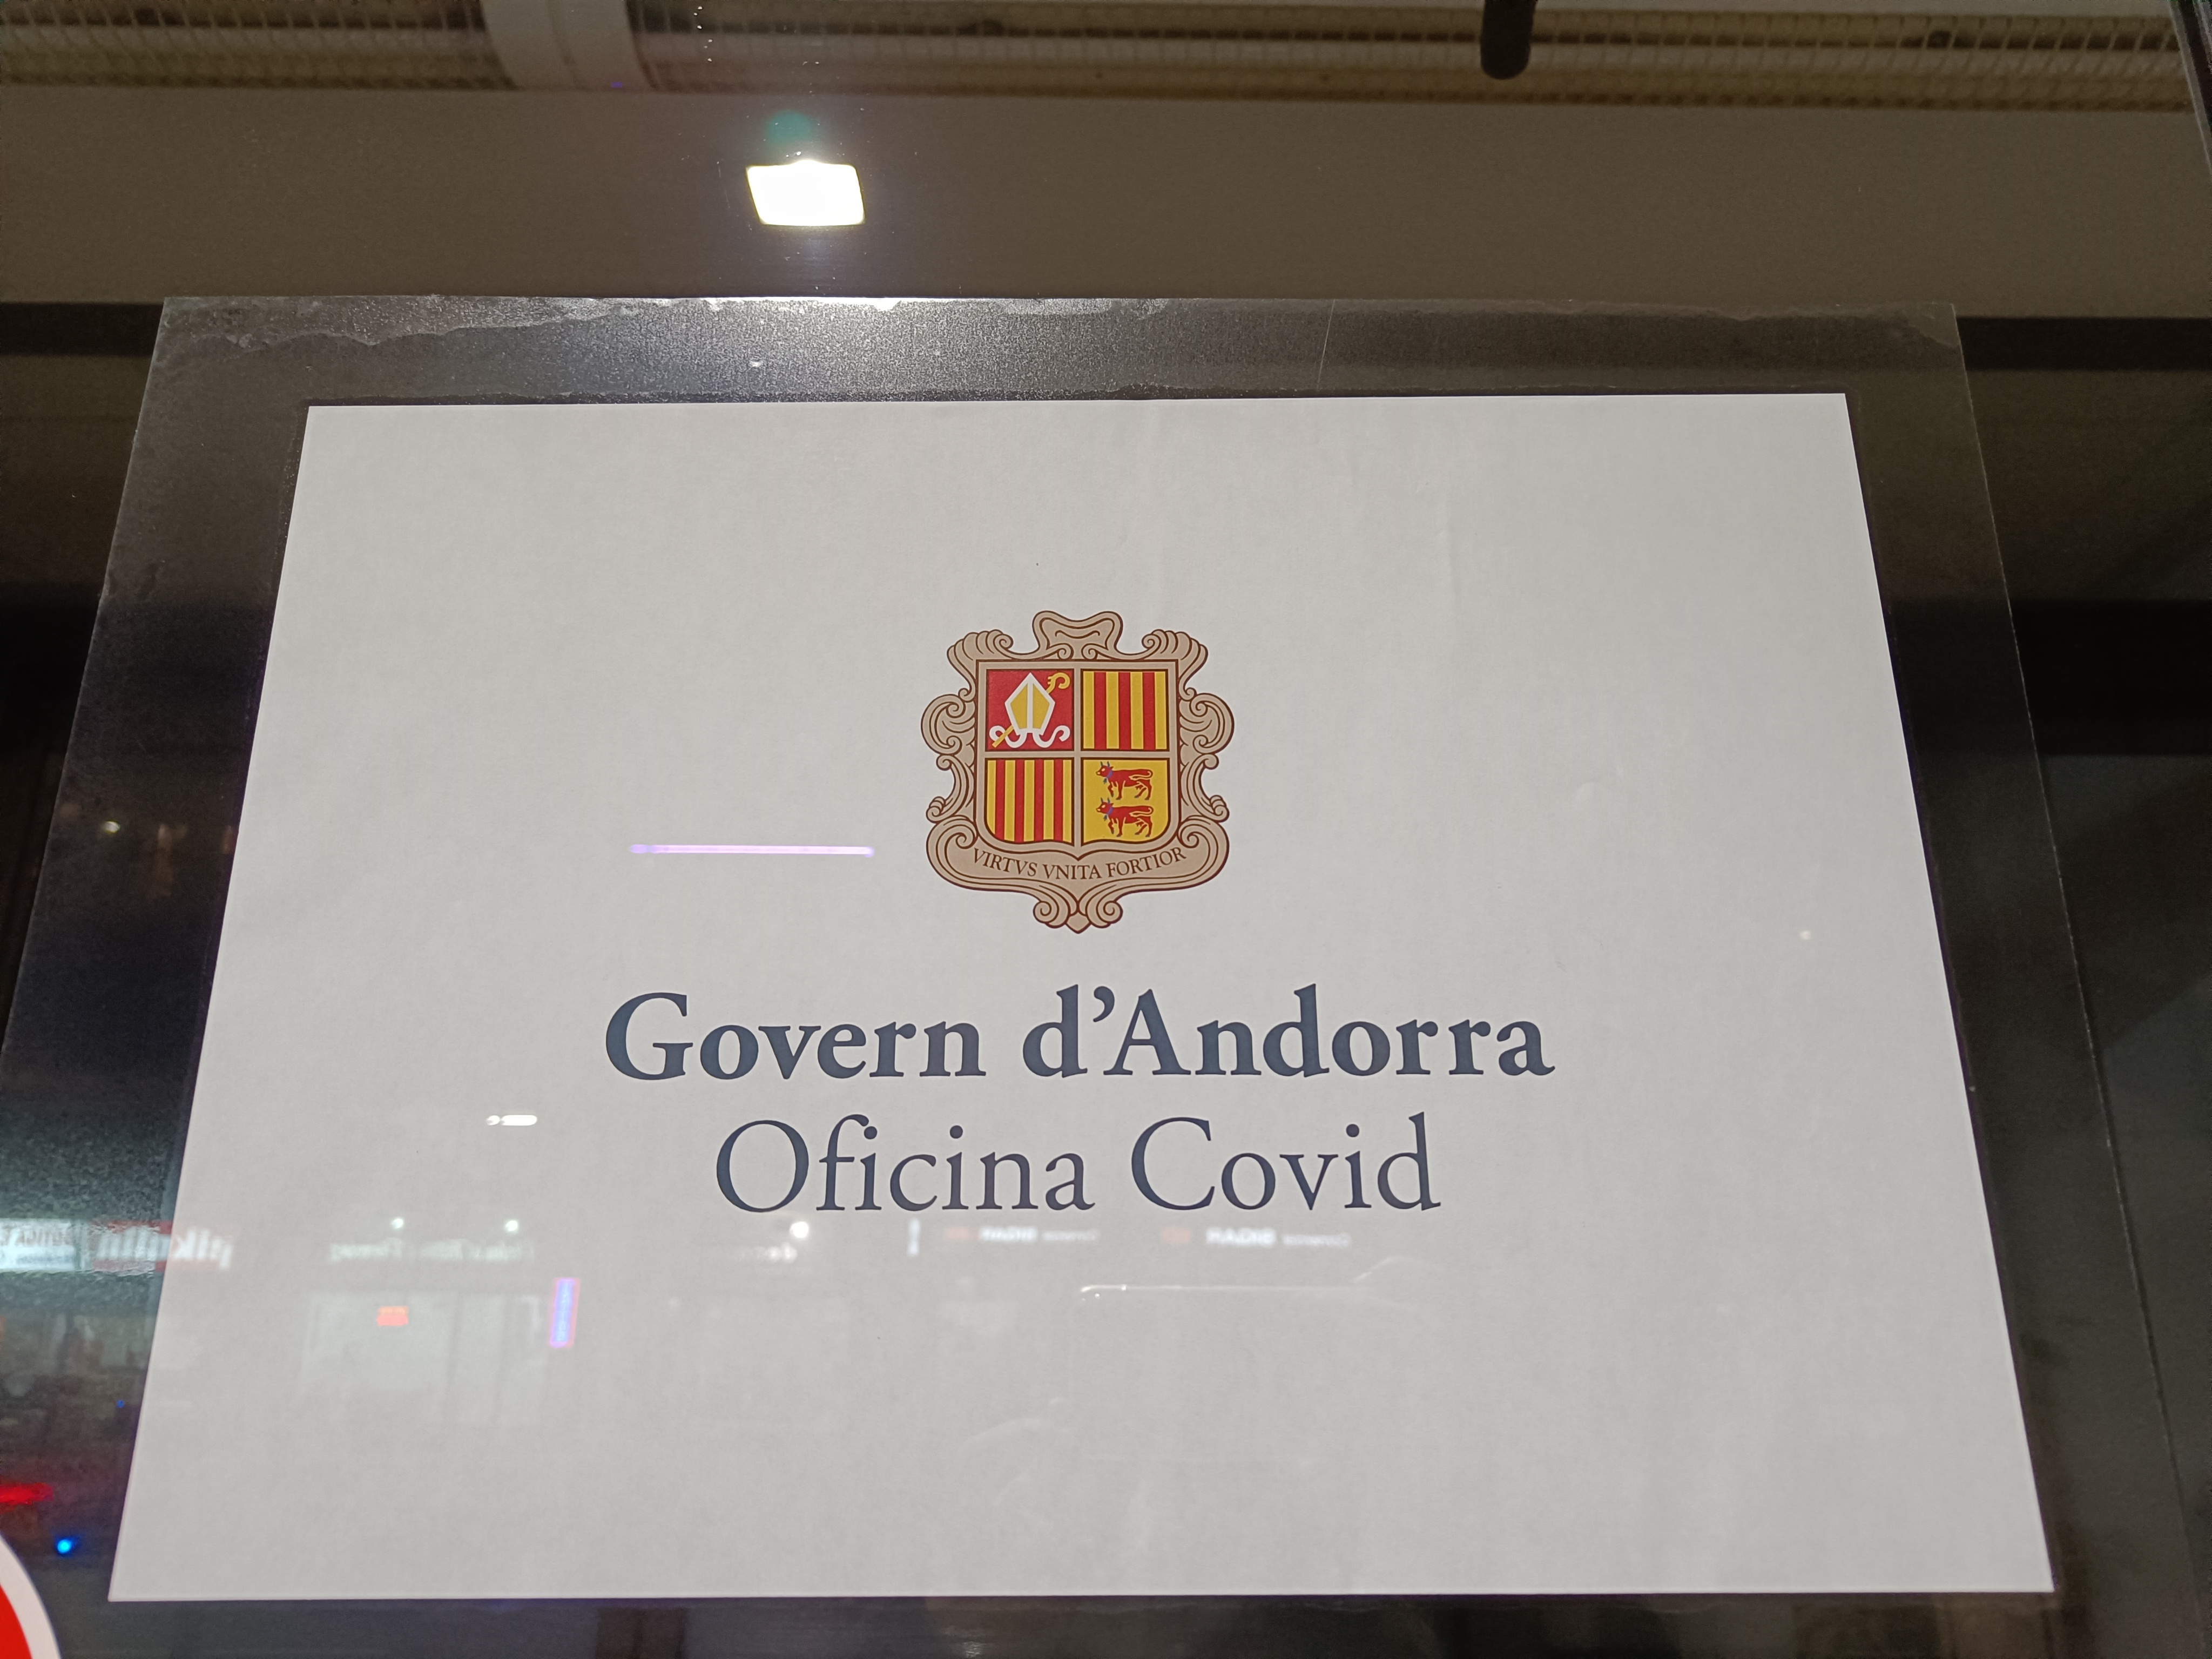 VIRTVS VNITA FORTIOR
Govern d’Andorra
Oficina Covid